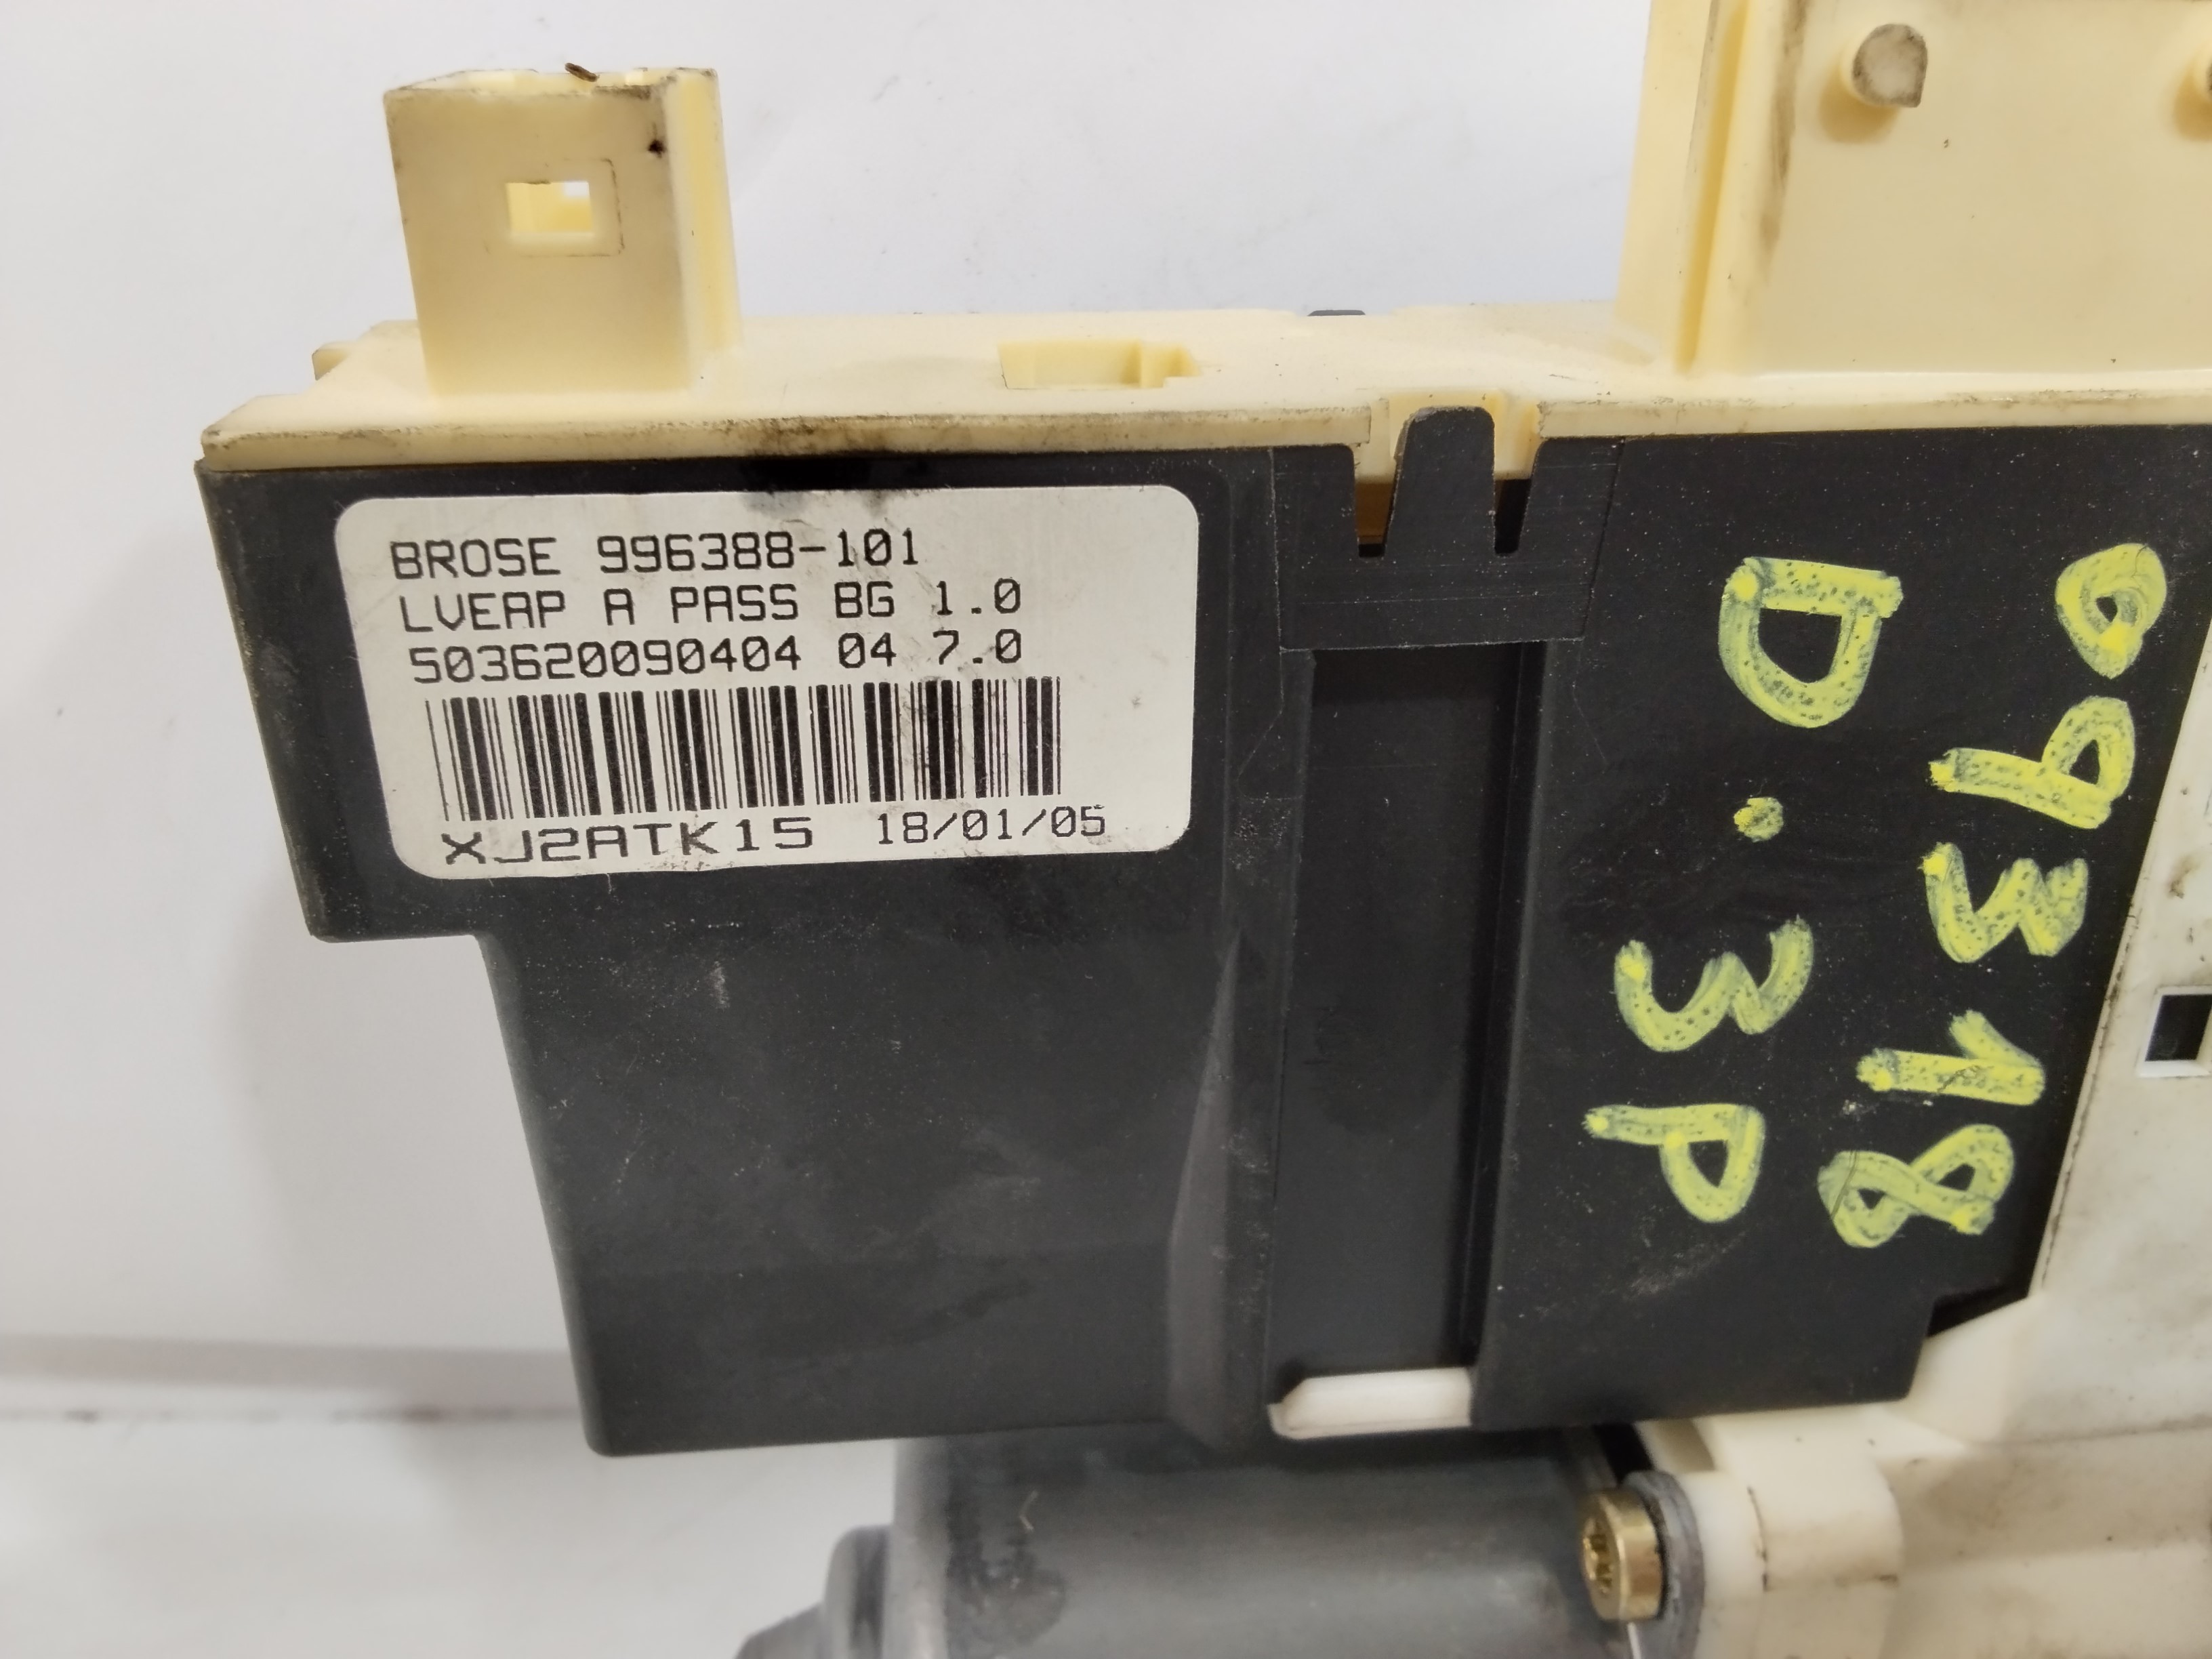 BROSE 996388-101
LVEAP A PASS BG 1.0
503620090404 04 7.0
XJ2ATK15 18/01/05
09318
D.3P